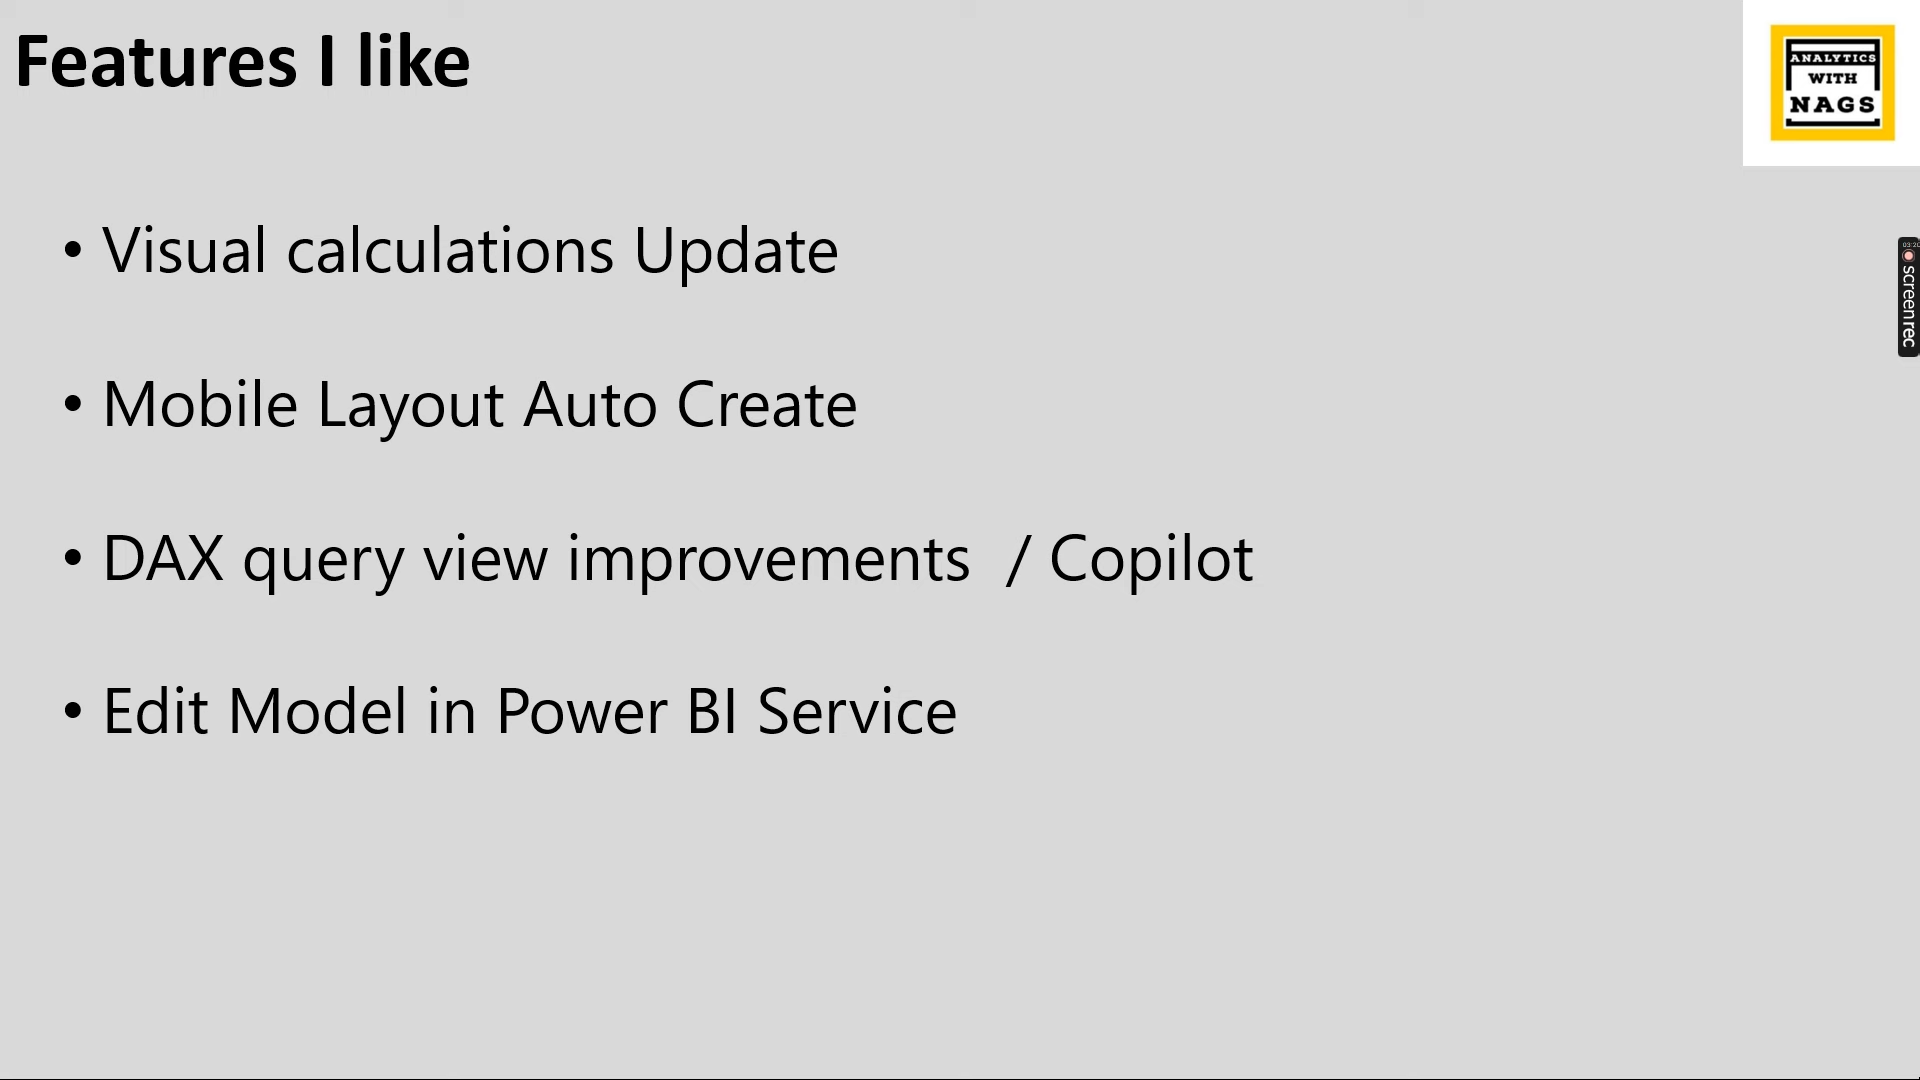 Features I like
ANALYTICS
WITH
NAGS
• Visual calculations Update
• Mobile Layout Auto Create
• DAX query view improvements / Copilot
• Edit Model in Power BI Service
screenrec